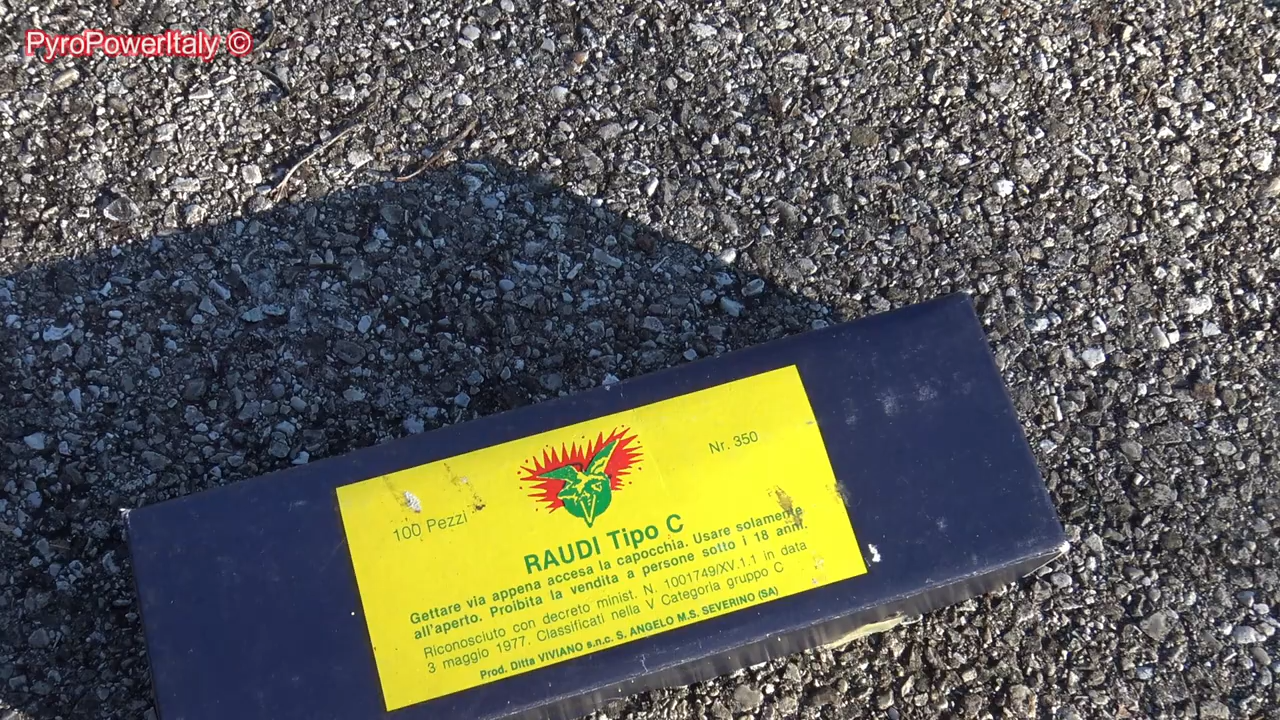 PyroPowerItaly ©
Nr. 350
100 Pezzi
RAUDI Tipo C
Gettare via appena accesa la capocchia. Usare solamente
all'aperto. Proibita la vendita a persone sotto i 18 anni.
Riconosciuto con decreto minist. N. 1001749/XV.1.1 in data
3 maggio 1977. Classificati nella V Categoria gruppo C
Prod. Ditta VIVIANO s.n.c. S. ANGELO M.S. SEVERINO (SA)